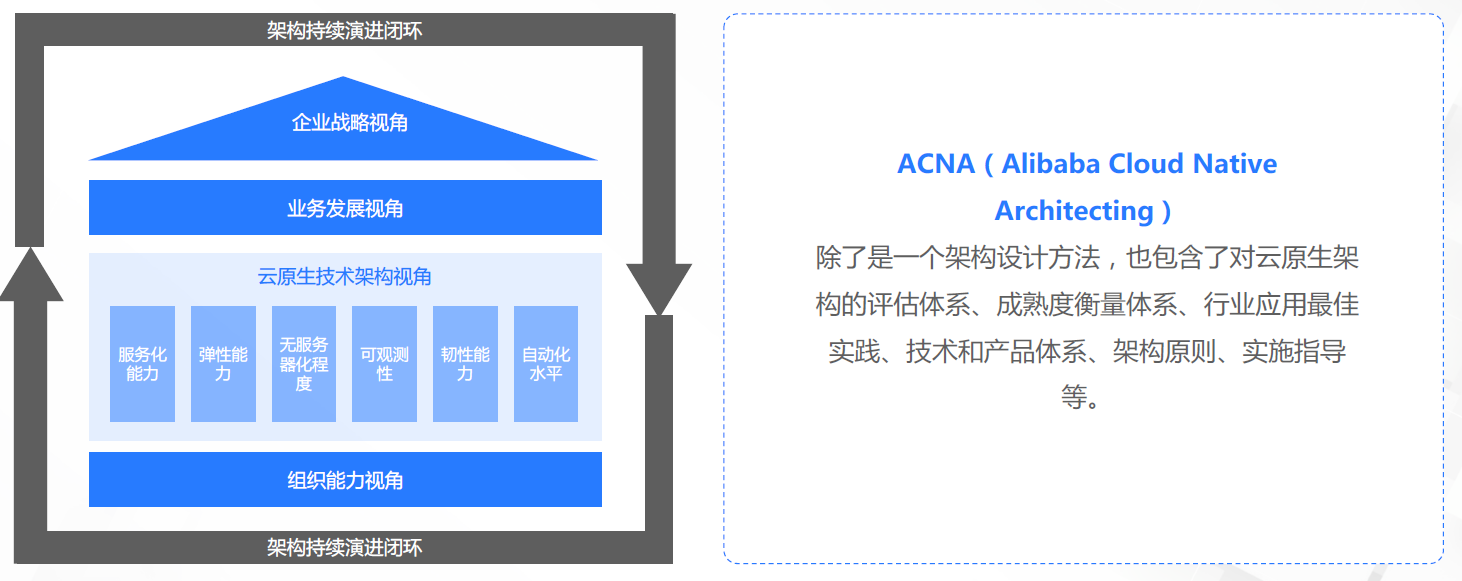 架构持续演进闭环
企业战略视角
业务发展视角
云原生技术架构视角
服务化
能力
弹性能
力
无服务
器化程
度
可观测
性
韧性能
力
自动化
水平
组织能力视角
架构持续演进闭环
ACNA（Alibaba Cloud Native
Architecting）
除了是一个架构设计方法，也包含了对云原生架
构的评估体系、成熟度衡量体系、行业应用最佳
实践、技术和产品体系、架构原则、实施指导
等。